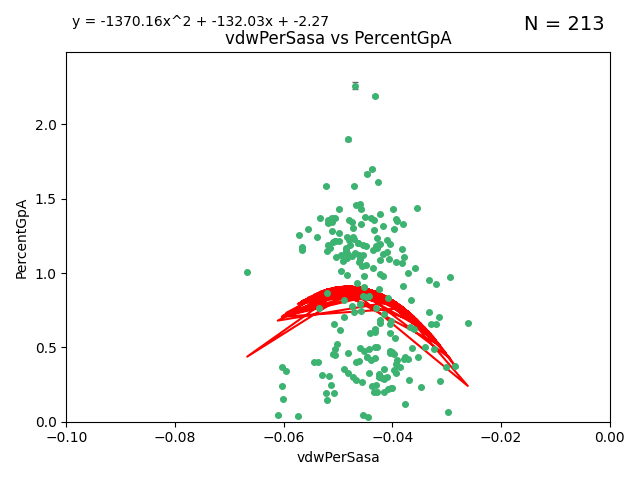 y = -1370.16x^2 + -132.03x + -2.27
N = 213
vdwPerSasa vs PercentGpA
PercentGpA
2.0
1.5
1.0
0.5
0.0
−0.10
−0.08
−0.06
−0.04
−0.02
0.00
vdwPerSasa